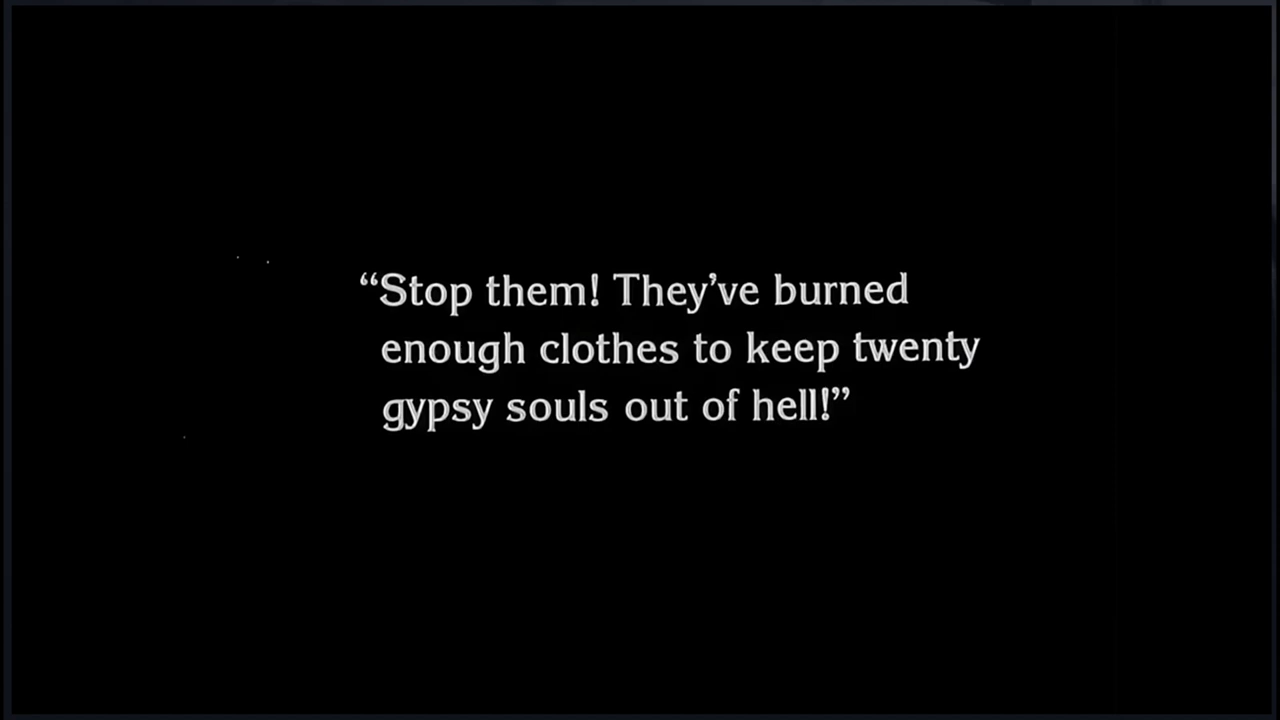 “Stop them! They’ve burned
enough clothes to keep twenty
gypsy souls out of hell!”